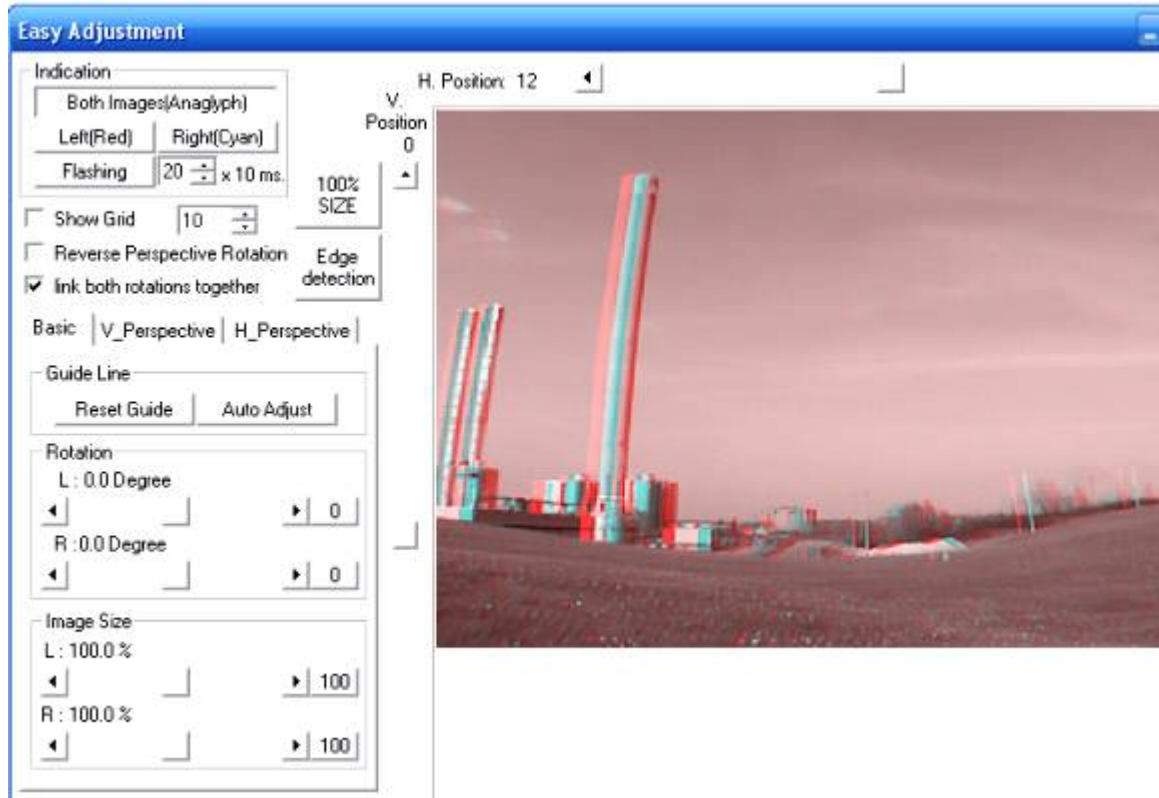 Easy Adjustment
Indication
Both Images(Anaglyph)
Left(Red) Right(Cyan)
Flashing 20 x 10 ms.
Show Grid 10
Reverse Perspective Rotation
link both rotations together
100%
SIZE
Edge
detection
V.
Position
0
H. Position: 12
Basic V_Perspective H_Perspective
Guide Line
Reset Guide Auto Adjust
Rotation
L : 0.0 Degree
0
R :0.0 Degree
0
Image Size
L : 100.0 %
100
R : 100.0 %
100